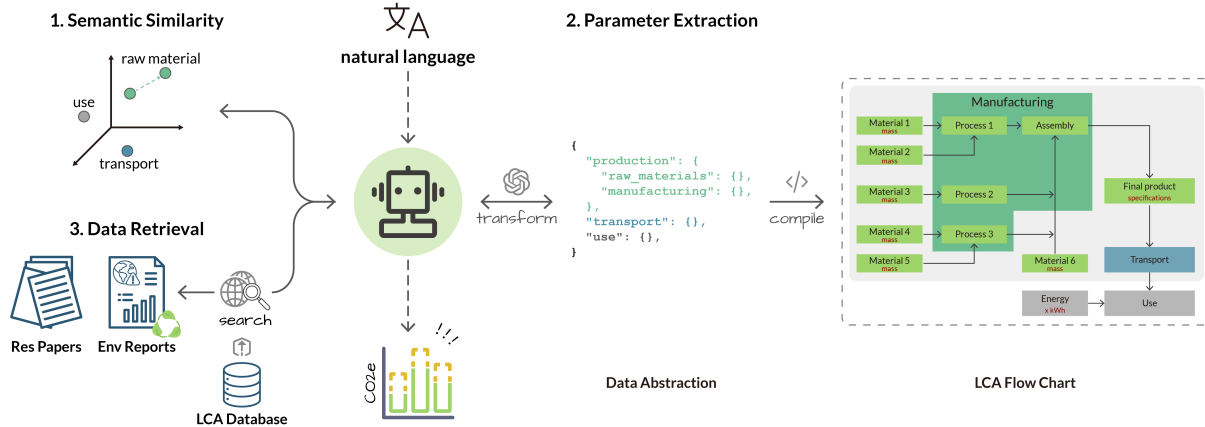 1. Semantic Similarity
raw material
use
transport
3. Data Retrieval
Res Papers
Env Reports
search
LCA Database
文A
natural language
CO2e
!!!
2. Parameter Extraction
transform
{
"production": {
"raw_materials": {},
"manufacturing": {},
},
"transport": {},
"use": {},
}
Data Abstraction
</>
compile
Manufacturing
Material 1
mass
Process 1
Assembly
Material 2
mass
Material 3
mass
Process 2
Final product
specifications
Material 4
mass
Process 3
Material 5
mass
Material 6
mass
Transport
Energy
x kWh
Use
LCA Flow Chart